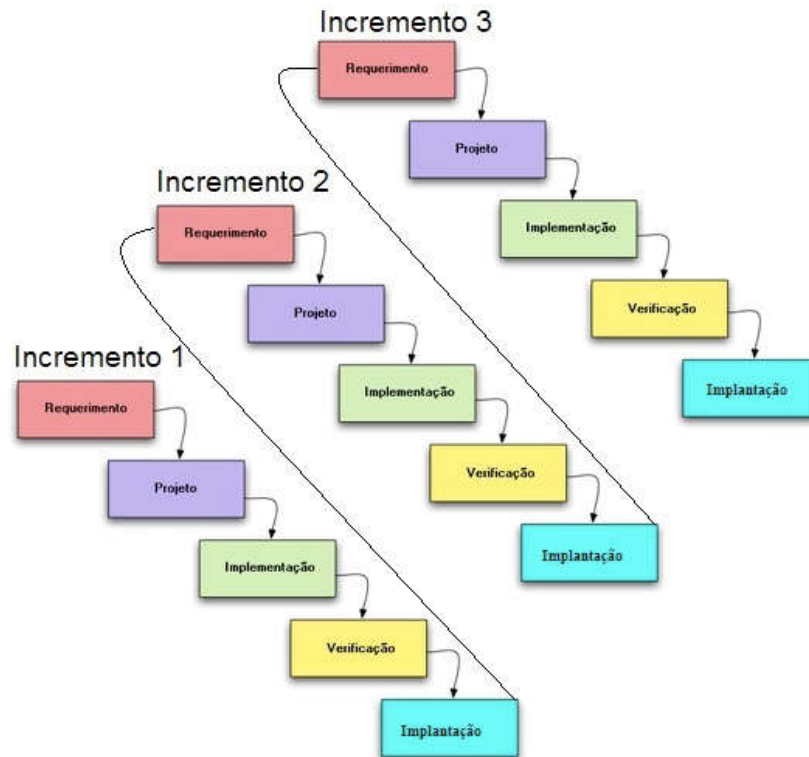 Incremento 3
Requerimento
Projeto
Implementação
Verificação
Implantação
Incremento 2
Requerimento
Projeto
Implementação
Verificação
Implantação
Incremento 1
Requerimento
Projeto
Implementação
Verificação
Implantação